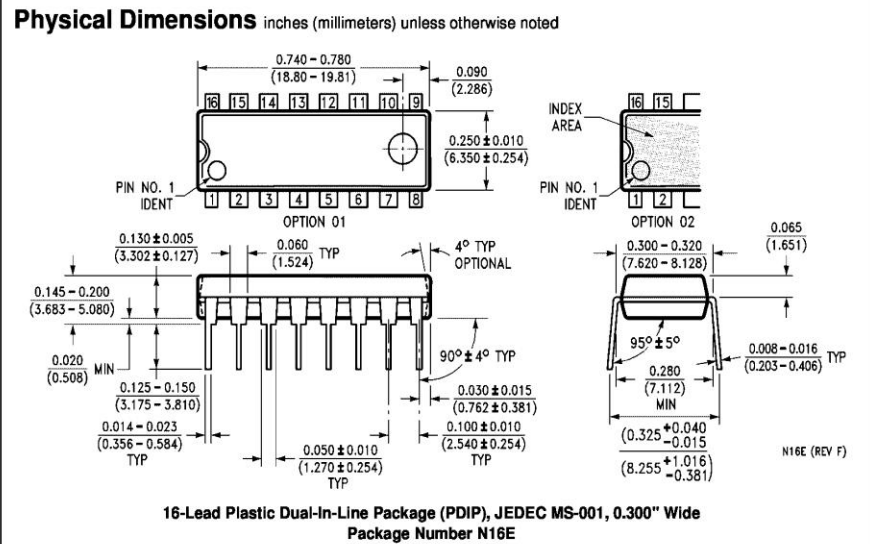 Physical Dimensions inches (millimeters) unless otherwise noted
0.740 – 0.780
(18.80 – 19.81)
0.090
(2.286)
16 15 14 13 12 11 10 9
16 15
INDEX
AREA
0.250 ± 0.010
(6.350 ± 0.254)
PIN NO. 1
IDENT
PIN NO. 1
IDENT
1 2 3 4 5 6 7 8
1 2
OPTION 01
OPTION 02
0.130 ± 0.005
(3.302 ± 0.127)
0.060
(1.524)
TYP
4° TYP
OPTIONAL
0.300 – 0.320
(7.620 – 8.128)
0.065
(1.651)
0.145 – 0.200
(3.683 – 5.080)
0.020
(0.508)
MIN
90° ± 4° TYP
95° ± 5°
0.008 – 0.016
(0.203 – 0.406)
TYP
0.125 – 0.150
(3.175 – 3.810)
0.280
(7.112)
MIN
0.030 ± 0.015
(0.762 ± 0.381)
0.014 – 0.023
(0.356 – 0.584)
TYP
0.050 ± 0.010
(1.270 ± 0.254)
TYP
0.100 ± 0.010
(2.540 ± 0.254)
TYP
(0.325 +0.040
–0.015
(8.255 +1.016
–0.381)
N16E (REV F)
16-Lead Plastic Dual-In-Line Package (PDIP), JEDEC MS-001, 0.300" Wide
Package Number N16E